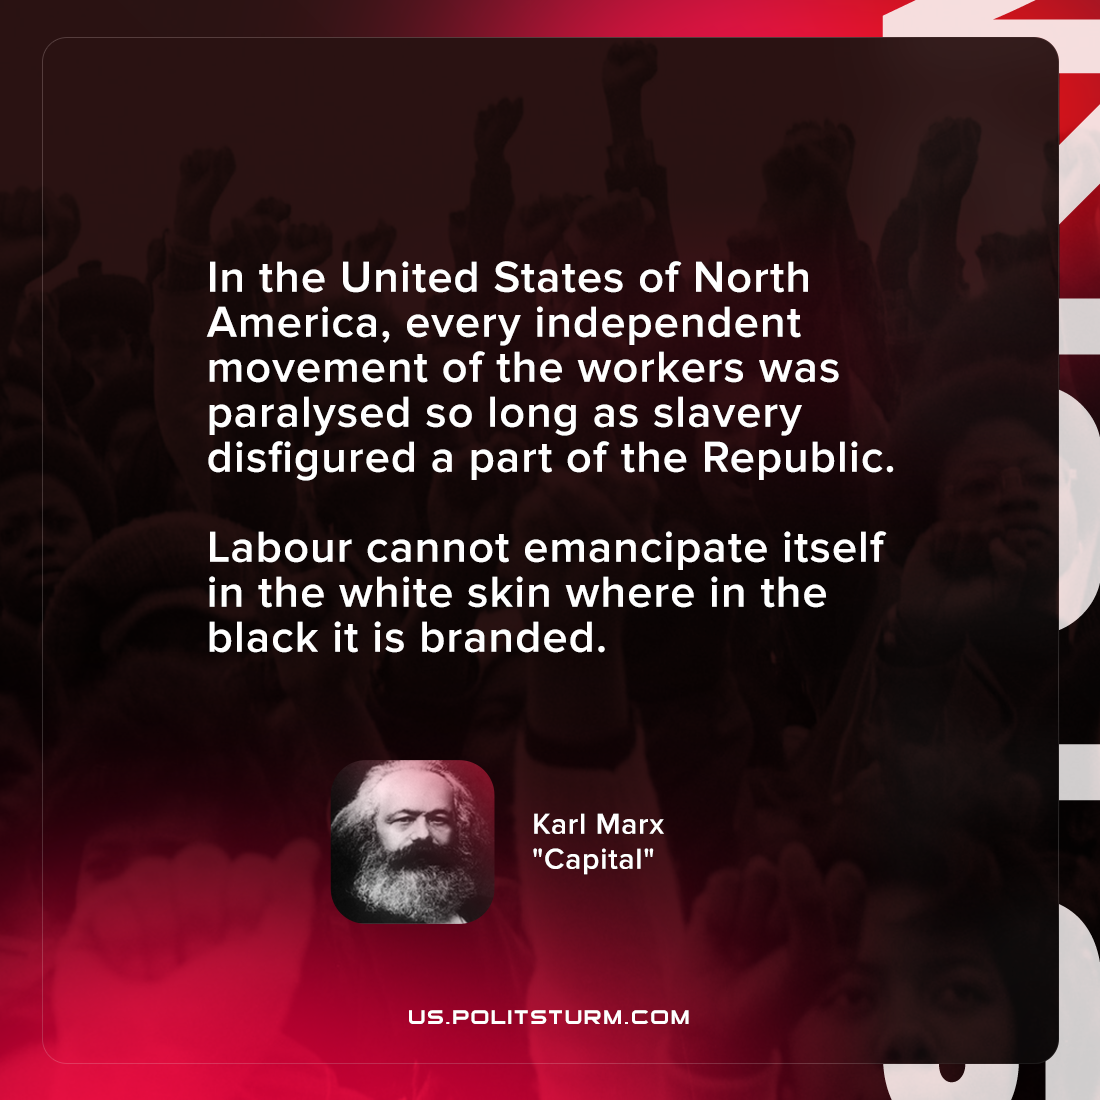 In the United States of North
America, every independent
movement of the workers was
paralysed so long as slavery
disfigured a part of the Republic.
Labour cannot emancipate itself
in the white skin where in the
black it is branded.
Karl Marx
"Capital"
US.POLITSTURM.COM